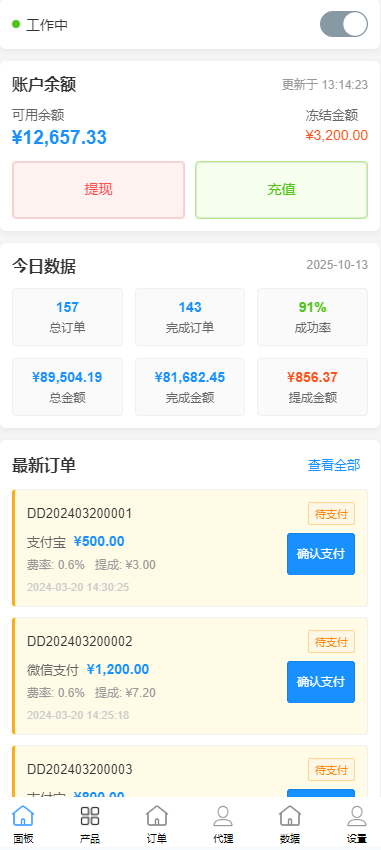 工作中
账户余额 更新于 13:14:23
可用余额 冻结金额
¥12,657.33 ¥3,200.00
提现 充值
今日数据 2025-10-13
157 143 91%
总订单 完成订单 成功率
¥89,504.19 ¥81,682.45 ¥856.37
总金额 完成金额 提成金额
最新订单 查看全部
DD202403200001 待支付
支付宝 ¥500.00 确认支付
费率: 0.6% 提成: ¥3.00
2024-03-20 14:30:25
DD202403200002 待支付
微信支付 ¥1,200.00 确认支付
费率: 0.6% 提成: ¥7.20
2024-03-20 14:25:18
DD202403200003 待支付
支付宝 ¥800.00
面板 产品 订单 代理 数据 设置